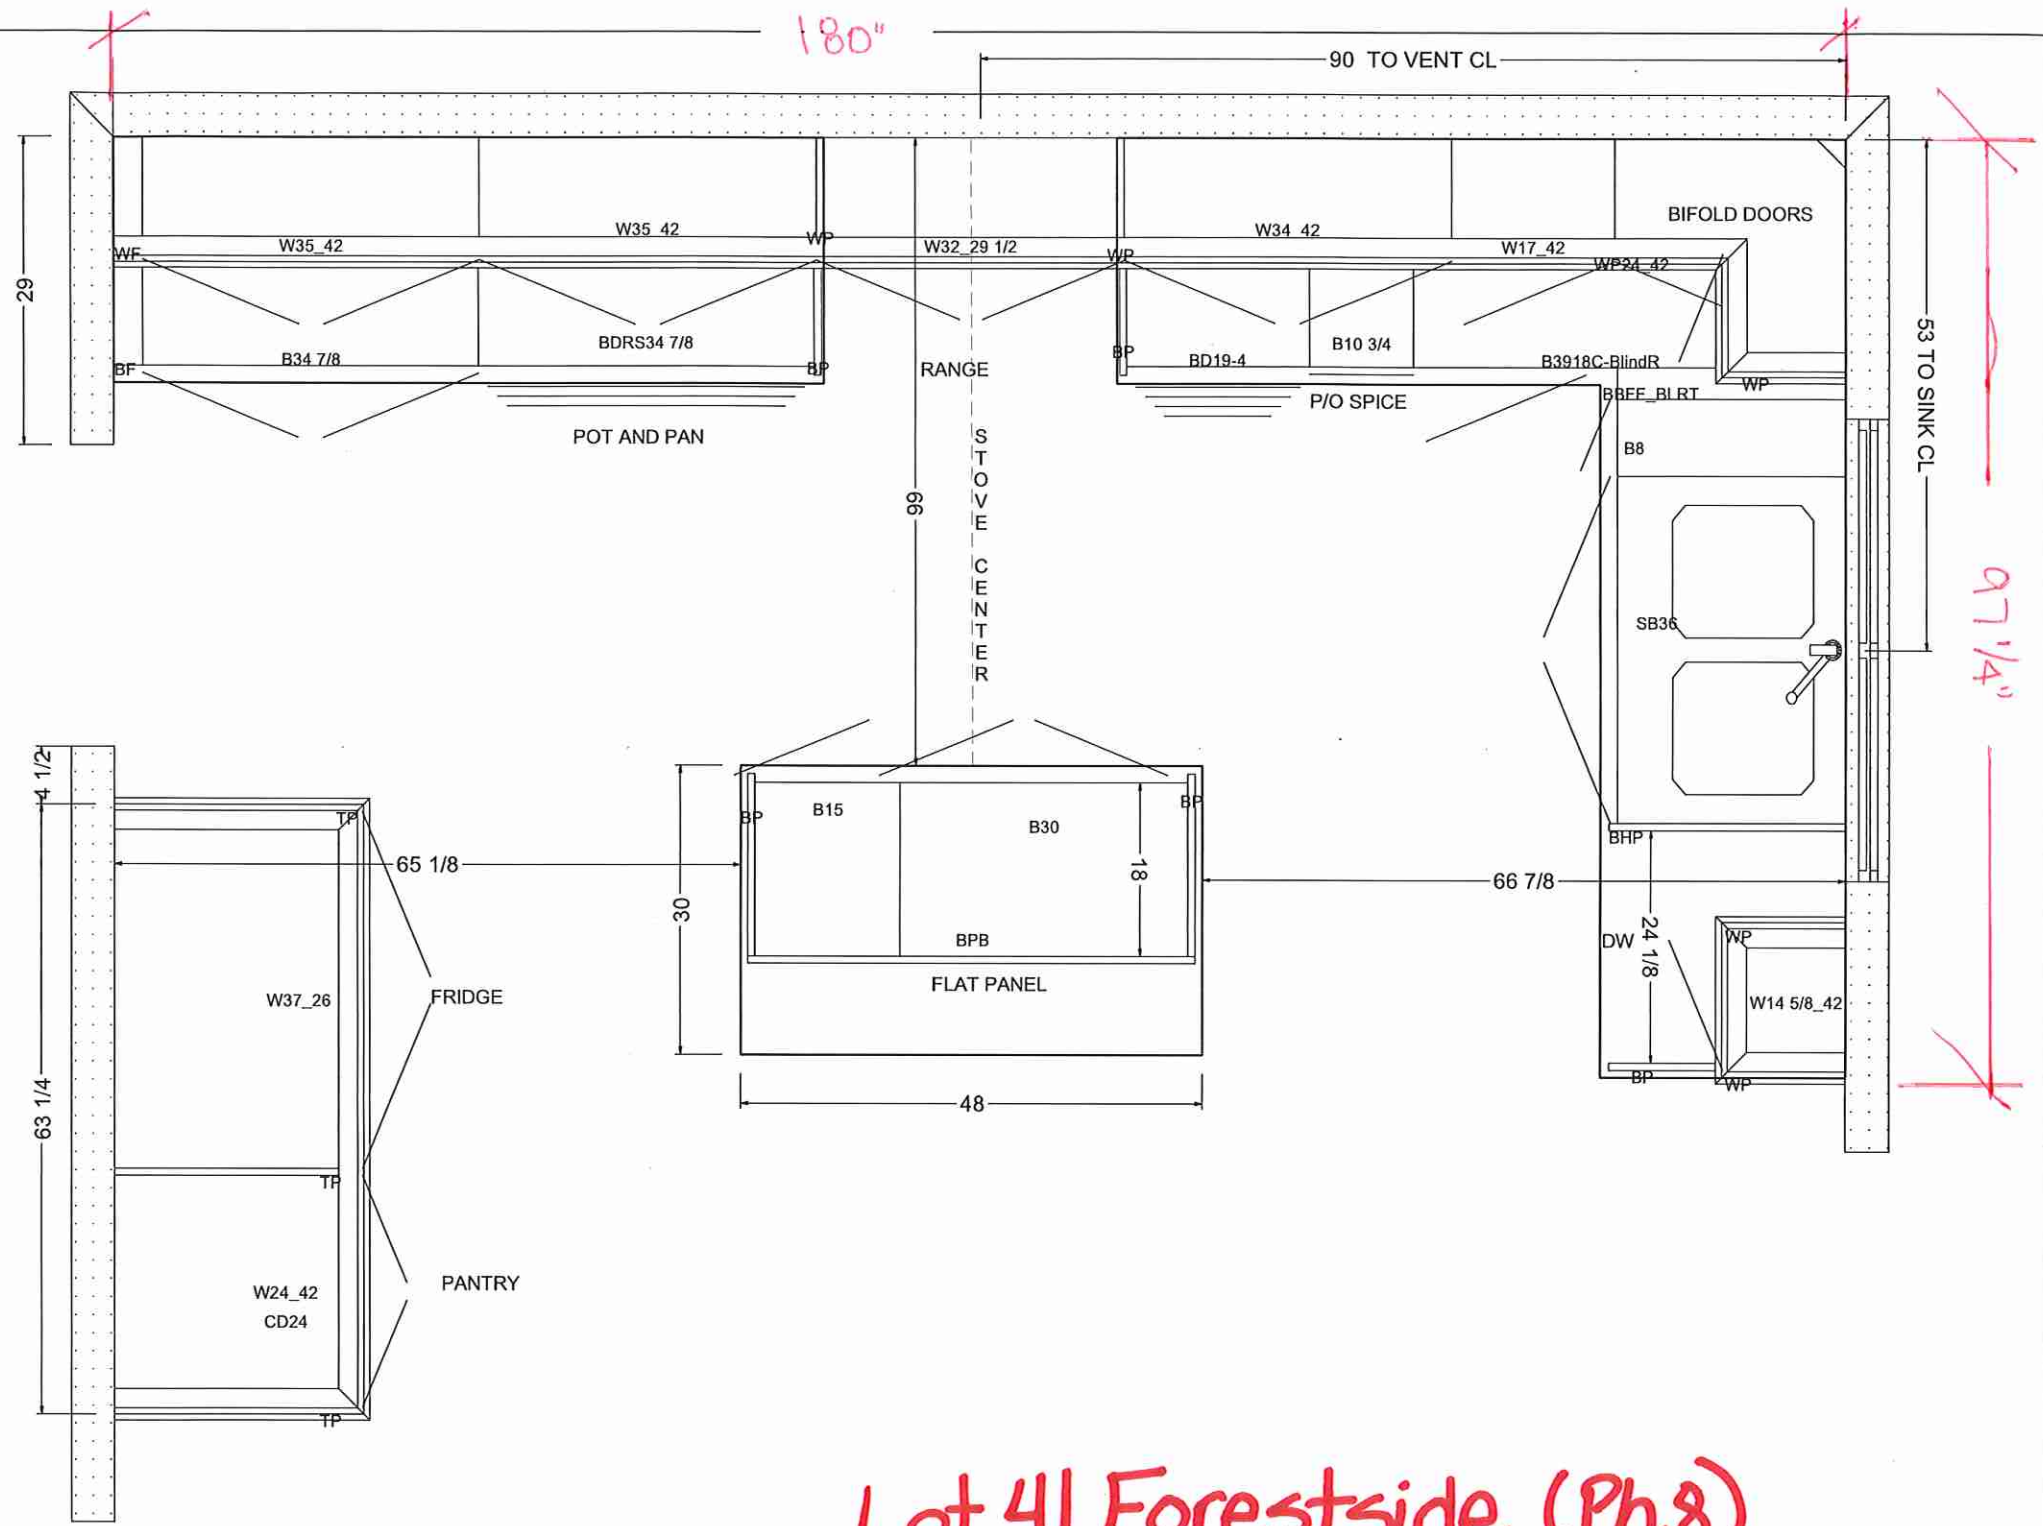 180"
90 TO VENT CL
29
BIFOLD DOORS
W35_42
W35_42
WP
W32_29 1/2
W34_42
W17_42
WF
WP
WP24_42
53 TO SINK CL
B34 7/8
BDRS34 7/8
BF
BP
RANGE
BP
BD19-4
B10 3/4
B3918C-BlindR
WP
BBFF_BLRT
P/O SPICE
POT AND PAN
B8
STOVE CENTER
66
97 1/4"
SB36
4 1/2
TP
BP
B15
B30
BP
BHP
65 1/8
18
66 7/8
30
BPB
DW
24 1/8
WP
FLAT PANEL
W37_26
FRIDGE
W14 5/8_42
63 1/4
BP
WP
48
TP
W24_42
CD24
PANTRY
TP
Lot 41 Forestside (Ph.8)